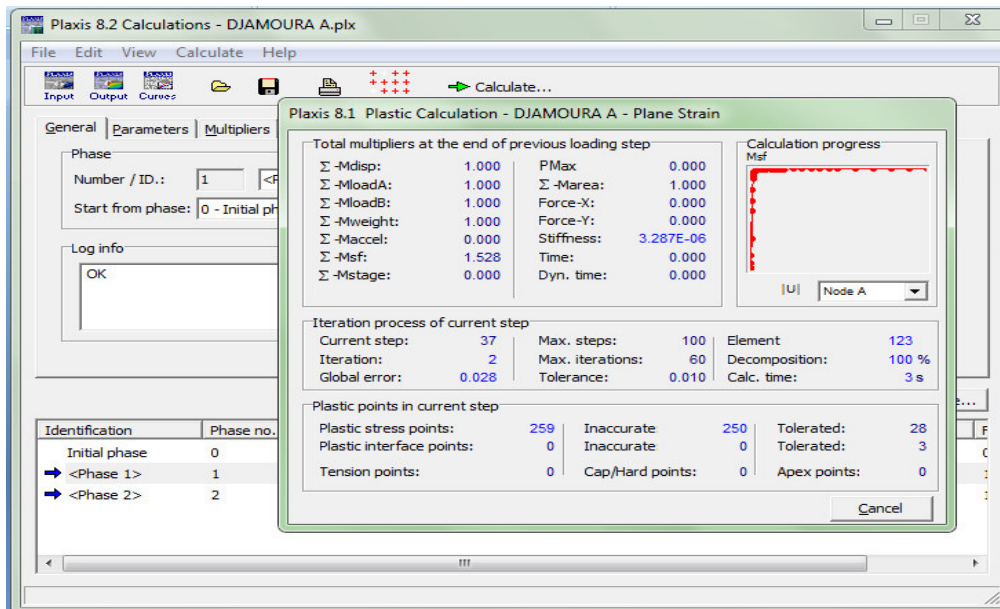 Plaxis 8.2 Calculations - DJAMOURA A.plx
File Edit View Calculate Help
Input Output Curves Calculate...
General Parameters Multipliers
Phase
Number / ID.: 1
Start from phase: 0 - Initial ph
Log info
OK
Identification Phase no.
Initial phase 0
<Phase 1> 1
<Phase 2> 2
Plaxis 8.1 Plastic Calculation - DJAMOURA A - Plane Strain
Total multipliers at the end of previous loading step
Σ -Mdisp: 1.000 PMax 0.000
Σ -MloadA: 1.000 Σ -Marea: 1.000
Σ -MloadB: 1.000 Force-X: 0.000
Σ -Mweight: 1.000 Force-Y: 0.000
Σ -Maccel: 0.000 Stiffness: 3.287E-06
Σ -Msf: 1.528 Time: 0.000
Σ -Mstage: 0.000 Dyn. time: 0.000
Calculation progress
Msf
|U| Node A
Iteration process of current step
Current step: 37 Max. steps: 100 Element 123
Iteration: 2 Max. iterations: 60 Decomposition: 100 %
Global error: 0.028 Tolerance: 0.010 Calc. time: 3 s
Plastic points in current step
Plastic stress points: 259 Inaccurate 250 Tolerated: 28
Plastic interface points: 0 Inaccurate 0 Tolerated: 3
Tension points: 0 Cap/Hard points: 0 Apex points: 0
Cancel